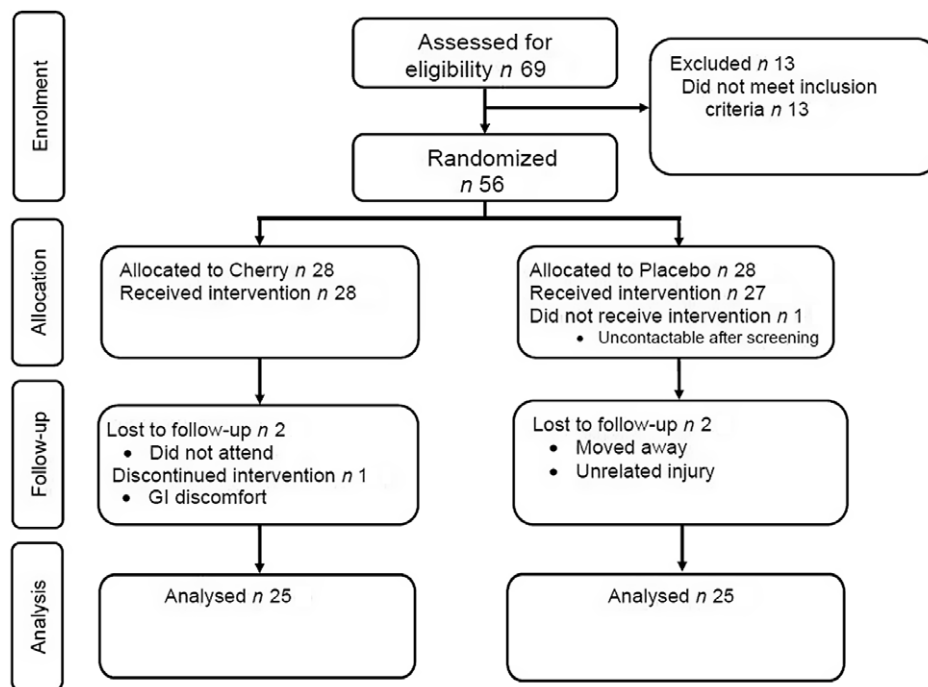 Enrolment
Assessed for
eligibility n 69
Excluded n 13
Did not meet inclusion
criteria n 13
Randomized
n 56
Allocation
Allocated to Cherry n 28
Received intervention n 28
Allocated to Placebo n 28
Received intervention n 27
Did not receive intervention n 1
• Uncontactable after screening
Follow-up
Lost to follow-up n 2
• Did not attend
Discontinued intervention n 1
• GI discomfort
Lost to follow-up n 2
• Moved away
• Unrelated injury
Analysis
Analysed n 25
Analysed n 25